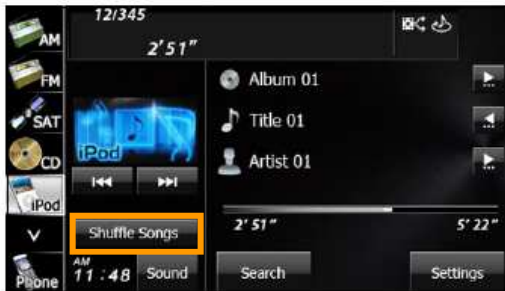 12/345
2'51"
AM
FM
SAT
CD
iPod
Phone
iPod
Album 01
Title 01
Artist 01
2'51"
5'22"
Shuffle Songs
AM
11:48
Sound
Search
Settings